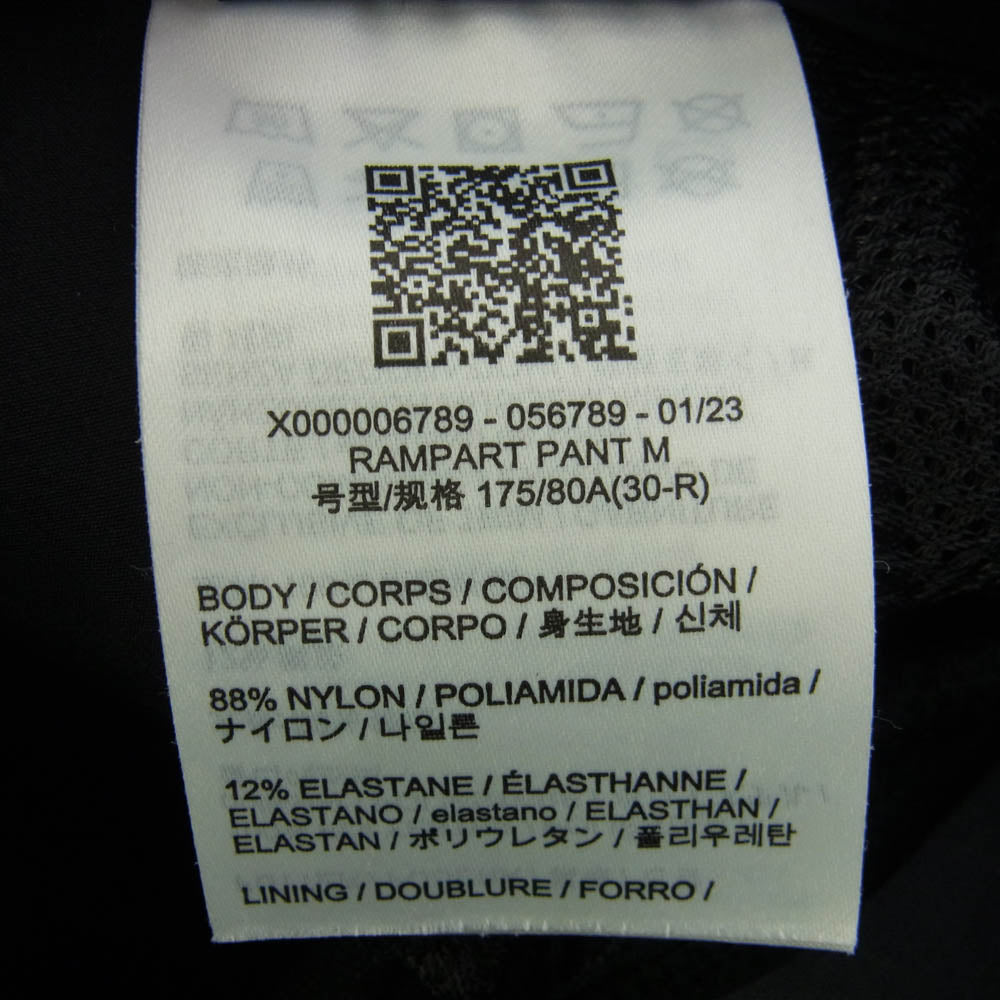 X000006789 - 056789 - 01/23
RAMPART PANT M
号型/规格 175/80A(30-R)
BODY / CORPS / COMPOSICIÓN /
KÖRPER / CORPO / 身生地 / 신체
88% NYLON / POLIAMIDA / poliamida /
ナイロン / 나일론
12% ELASTANE / ÉLASTHANNE /
ELASTANO / elastano / ELASTHAN /
ELASTAN / ポリウレタン / 폴리우레탄
LINING / DOUBLURE / FORRO /